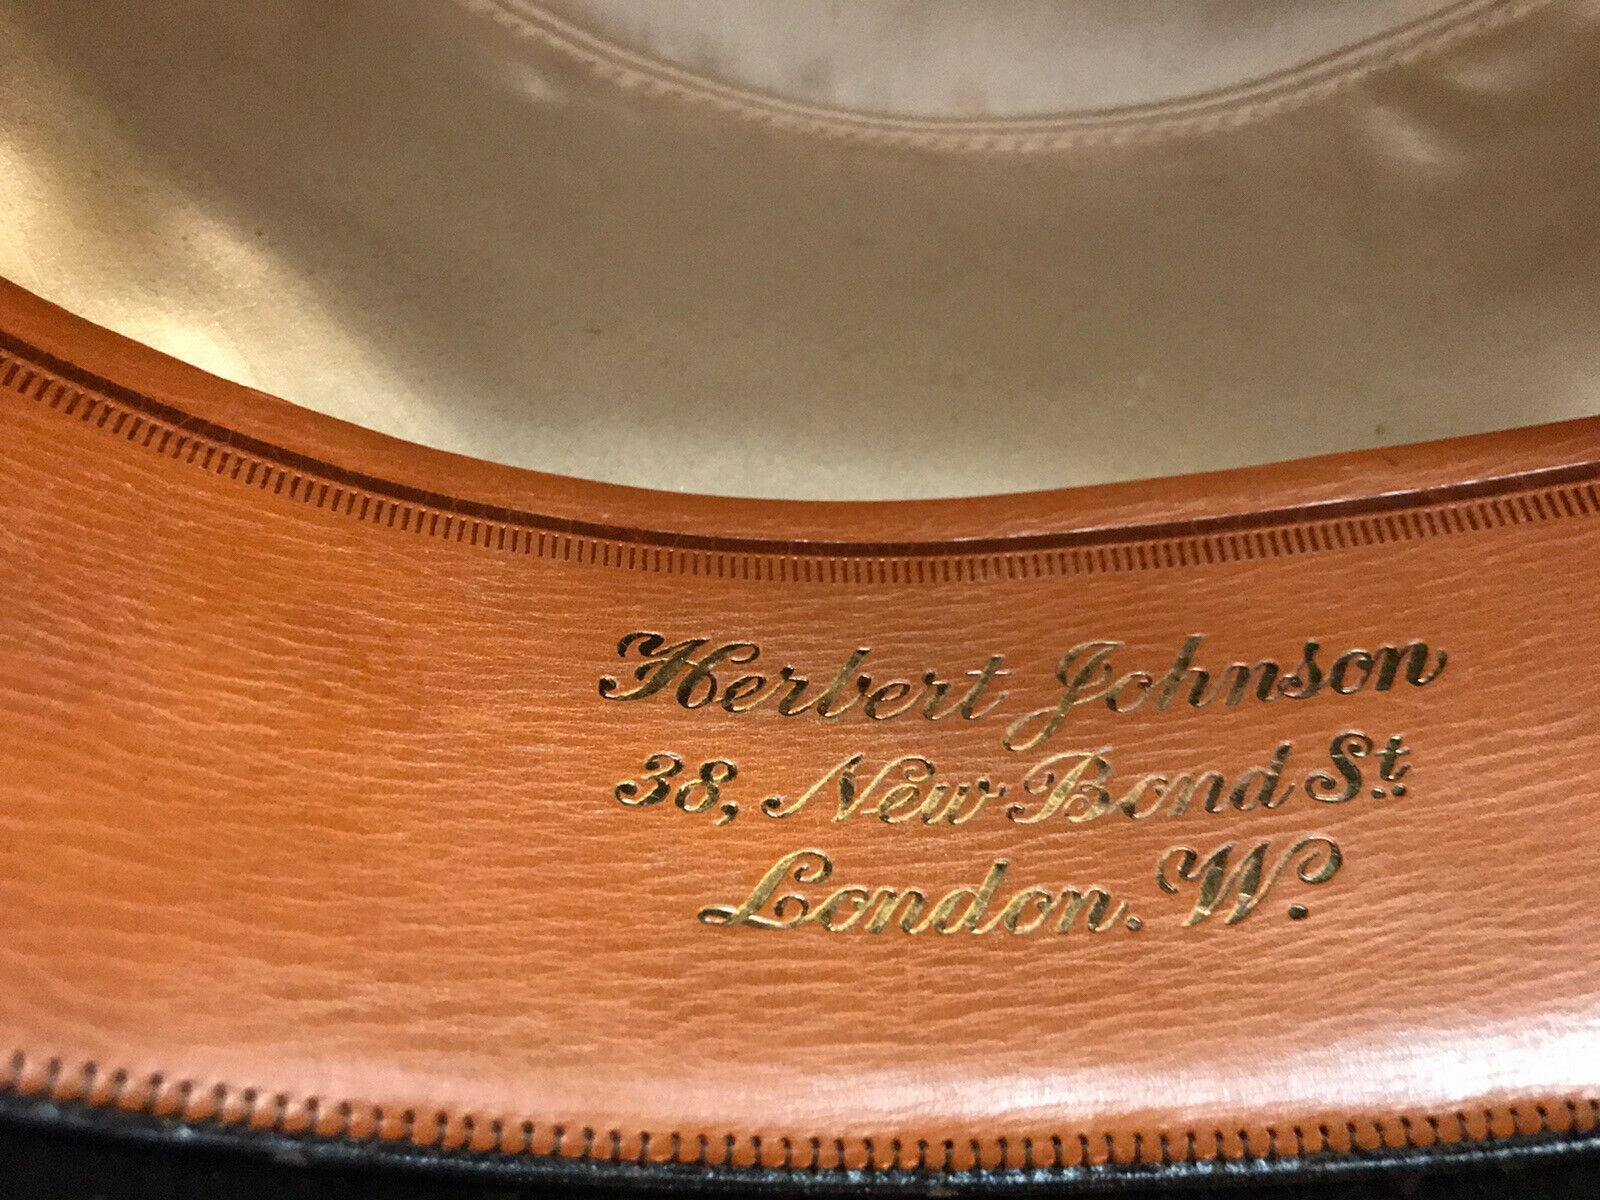 Herbert Johnson
38, New Bond St.
London. W.